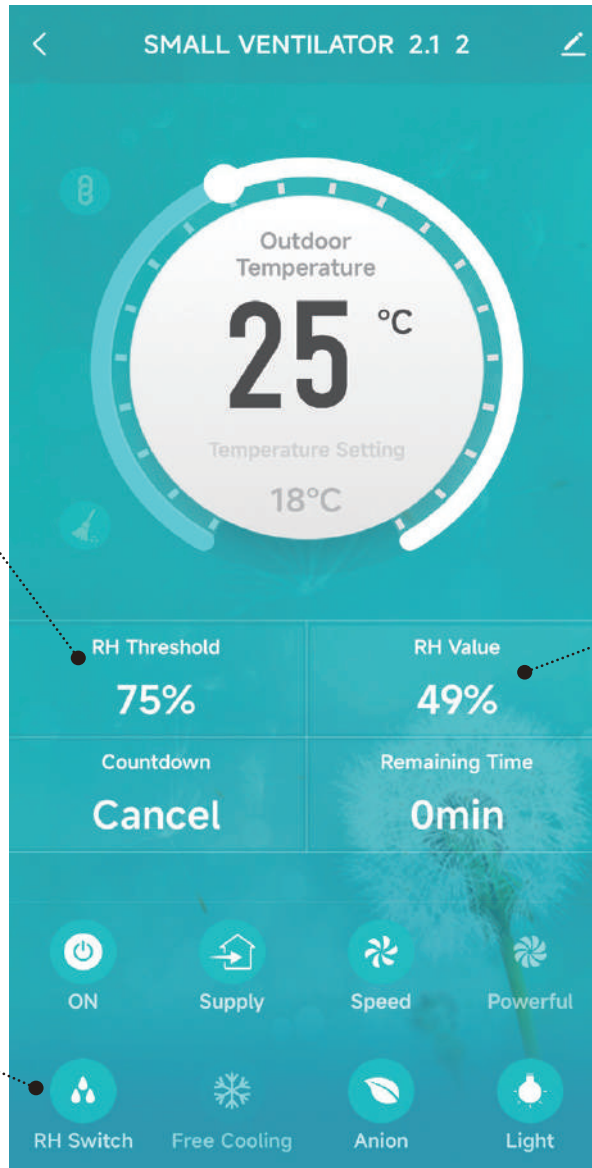 SMALL VENTILATOR 2.1 2
Outdoor
Temperature
25 °C
Temperature Setting
18°C
RH Threshold
RH Value
75%
49%
Countdown
Remaining Time
Cancel
0min
ON
Supply
Speed
Powerful
RH Switch
Free Cooling
Anion
Light